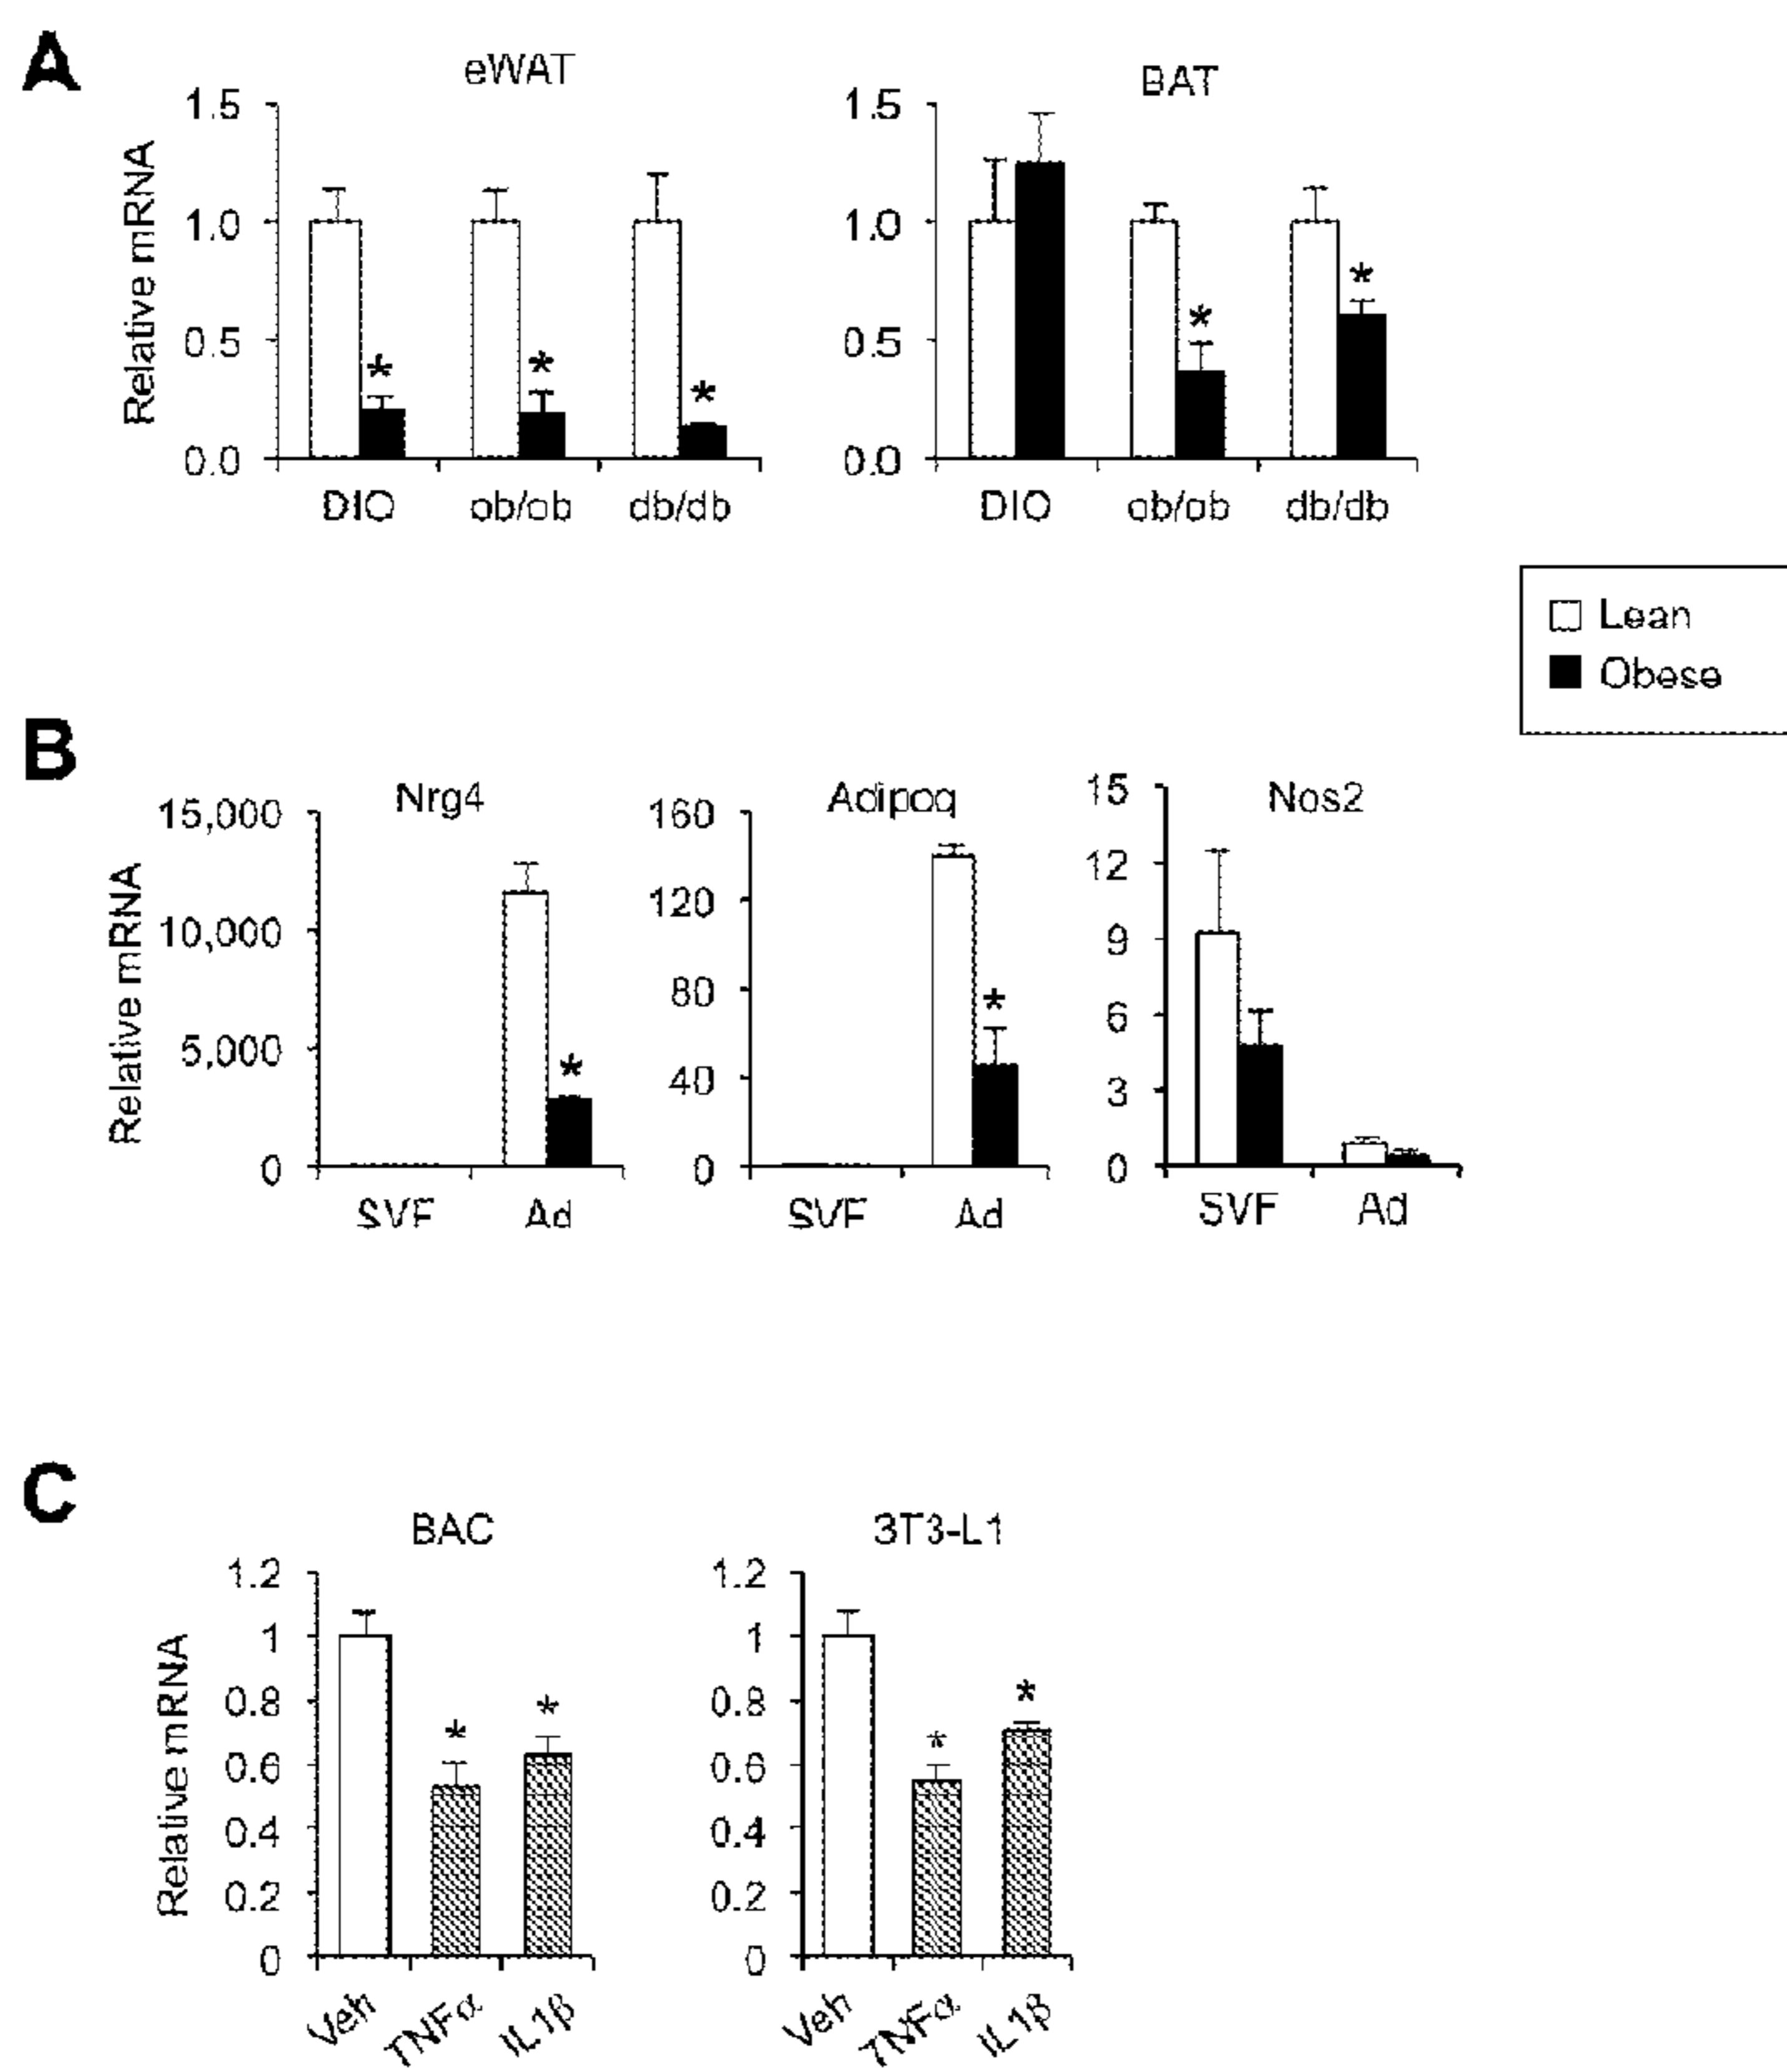 A
eWAT
BAT
Relative mRNA
1.5
1.0
0.5
0.0
* * *
DIO ob/ob db/db
1.5
1.0
0.5
0.0
* *
DIO ob/ob db/db
Lean
Obese
B
Nrg4
Relative mRNA
15,000
10,000
5,000
0
*
SVF Ad
Adipoq
160
120
80
40
0
*
SVF Ad
Nos2
15
12
9
6
3
0
SVF Ad
C
BAC
Relative mRNA
1.2
1
0.8
0.6
0.4
0.2
0
* *
Veh TNFα IL1β
3T3-L1
1.2
1
0.8
0.6
0.4
0.2
0
* *
Veh TNFα IL1β